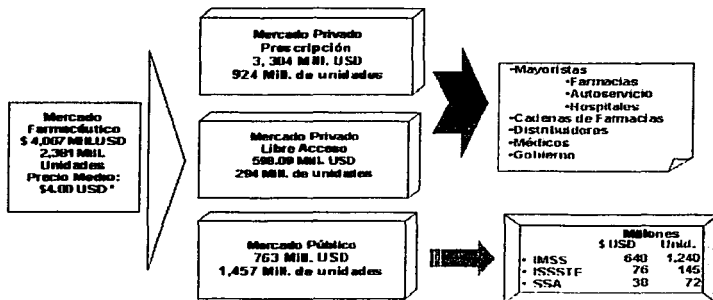 Mercado
Farmacéutico
$ 4,007 Mill.USD
2,381 Mill.
Unidades
Precio Medio:
$4.00 USD *
Mercado Privado
Prescripción
3, 304 Mill. USD
924 Mill. de unidades
Mercado Privado
Libre Acceso
598.09 Mill. USD
294 Mill. de unidades
Mercado Público
763 Mill. USD
1,457 Mill. de unidades
•Mayoristas
•Farmacias
•Autoservicio
•Hospitales
•Cadenas de Farmacias
•Distribuidores
•Médicos
•Gobierno
Millones
$ USD Unid.
• IMSS 648 1,240
• ISSSTE 76 145
• SSA 38 72